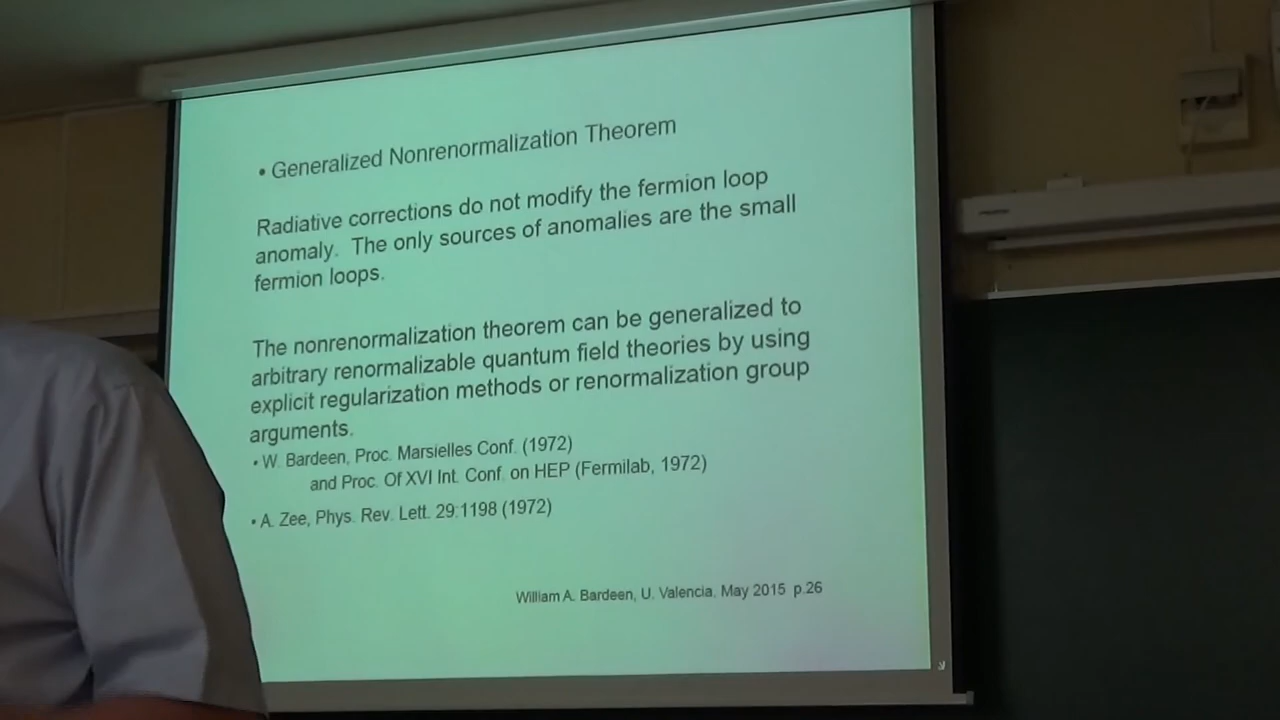 • Generalized Nonrenormalization Theorem
Radiative corrections do not modify the fermion loop
anomaly. The only sources of anomalies are the small
fermion loops.
The nonrenormalization theorem can be generalized to
arbitrary renormalizable quantum field theories by using
explicit regularization methods or renormalization group
arguments.
• W. Bardeen, Proc. Marsielles Conf. (1972)
and Proc. Of XVI Int. Conf. on HEP (Fermilab, 1972)
• A. Zee, Phys. Rev. Lett. 29:1198 (1972)
William A. Bardeen, U. Valencia, May 2015 p.26